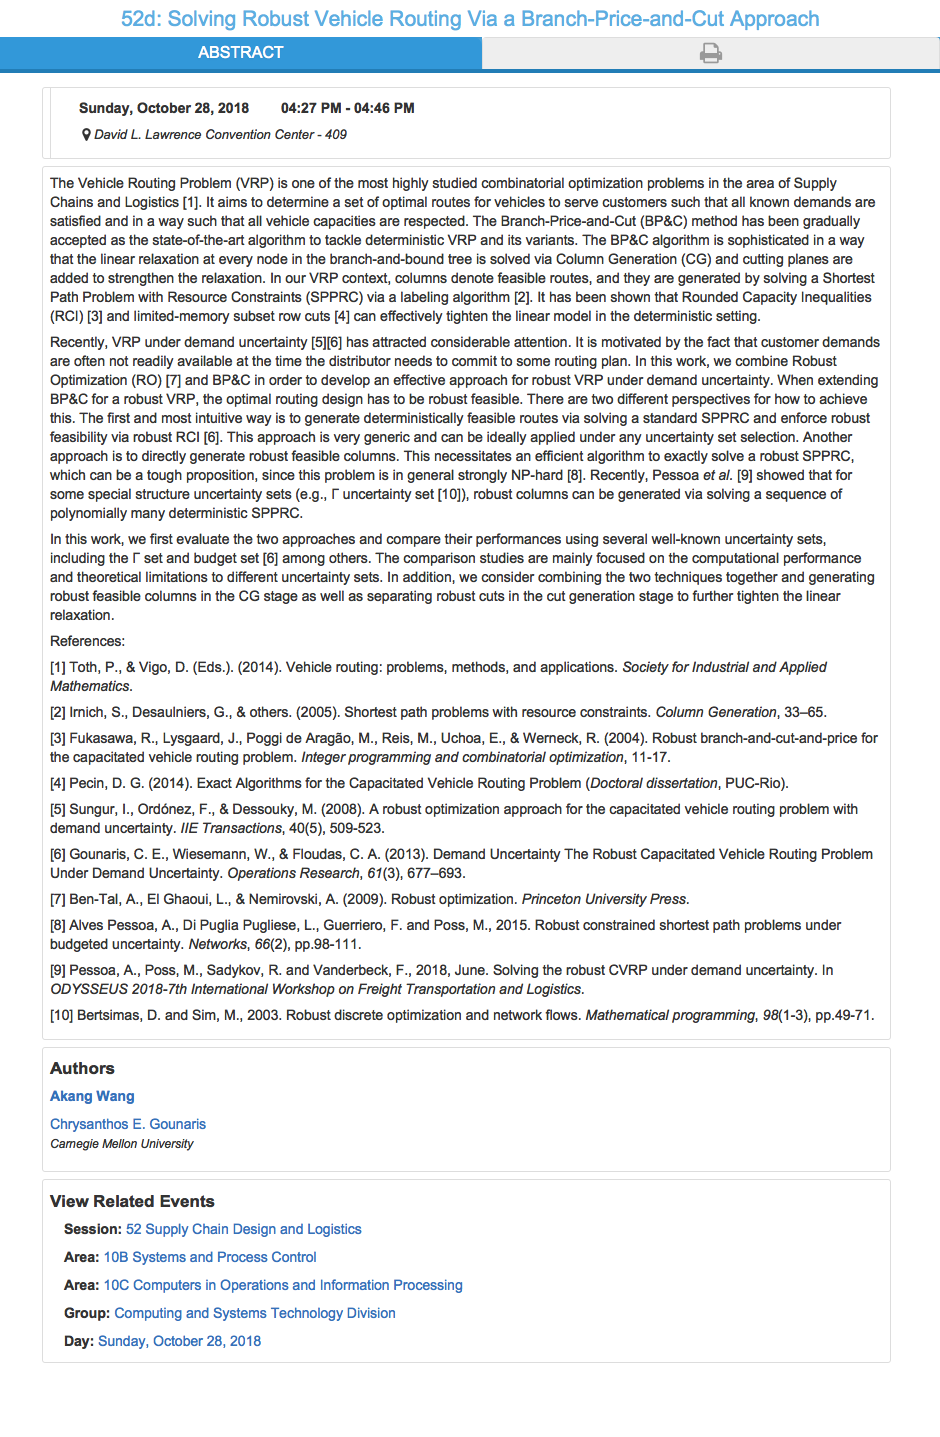 52d: Solving Robust Vehicle Routing Via a Branch-Price-and-Cut Approach
ABSTRACT
Sunday, October 28, 2018 04:27 PM - 04:46 PM
David L. Lawrence Convention Center - 409
The Vehicle Routing Problem (VRP) is one of the most highly studied combinatorial optimization problems in the area of Supply
Chains and Logistics [1]. It aims to determine a set of optimal routes for vehicles to serve customers such that all known demands are
satisfied and in a way such that all vehicle capacities are respected. The Branch-Price-and-Cut (BP&C) method has been gradually
accepted as the state-of-the-art algorithm to tackle deterministic VRP and its variants. The BP&C algorithm is sophisticated in a way
that the linear relaxation at every node in the branch-and-bound tree is solved via Column Generation (CG) and cutting planes are
added to strengthen the relaxation. In our VRP context, columns denote feasible routes, and they are generated by solving a Shortest
Path Problem with Resource Constraints (SPPRC) via a labeling algorithm [2]. It has been shown that Rounded Capacity Inequalities
(RCI) [3] and limited-memory subset row cuts [4] can effectively tighten the linear model in the deterministic setting.
Recently, VRP under demand uncertainty [5][6] has attracted considerable attention. It is motivated by the fact that customer demands
are often not readily available at the time the distributor needs to commit to some routing plan. In this work, we combine Robust
Optimization (RO) [7] and BP&C in order to develop an effective approach for robust VRP under demand uncertainty. When extending
BP&C for a robust VRP, the optimal routing design has to be robust feasible. There are two different perspectives for how to achieve
this. The first and most intuitive way is to generate deterministically feasible routes via solving a standard SPPRC and enforce robust
feasibility via robust RCI [6]. This approach is very generic and can be ideally applied under any uncertainty set selection. Another
approach is to directly generate robust feasible columns. This necessitates an efficient algorithm to exactly solve a robust SPPRC,
which can be a tough proposition, since this problem is in general strongly NP-hard [8]. Recently, Pessoa et al. [9] showed that for
some special structure uncertainty sets (e.g., Γ uncertainty set [10]), robust columns can be generated via solving a sequence of
polynomially many deterministic SPPRC.
In this work, we first evaluate the two approaches and compare their performances using several well-known uncertainty sets,
including the Γ set and budget set [6] among others. The comparison studies are mainly focused on the computational performance
and theoretical limitations to different uncertainty sets. In addition, we consider combining the two techniques together and generating
robust feasible columns in the CG stage as well as separating robust cuts in the cut generation stage to further tighten the linear
relaxation.
References:
[1] Toth, P., & Vigo, D. (Eds.). (2014). Vehicle routing: problems, methods, and applications. Society for Industrial and Applied
Mathematics.
[2] Irnich, S., Desaulniers, G., & others. (2005). Shortest path problems with resource constraints. Column Generation, 33–65.
[3] Fukasawa, R., Lysgaard, J., Poggi de Aragão, M., Reis, M., Uchoa, E., & Werneck, R. (2004). Robust branch-and-cut-and-price for
the capacitated vehicle routing problem. Integer programming and combinatorial optimization, 11-17.
[4] Pecin, D. G. (2014). Exact Algorithms for the Capacitated Vehicle Routing Problem (Doctoral dissertation, PUC-Rio).
[5] Sungur, I., Ordónez, F., & Dessouky, M. (2008). A robust optimization approach for the capacitated vehicle routing problem with
demand uncertainty. IIE Transactions, 40(5), 509-523.
[6] Gounaris, C. E., Wiesemann, W., & Floudas, C. A. (2013). Demand Uncertainty The Robust Capacitated Vehicle Routing Problem
Under Demand Uncertainty. Operations Research, 61(3), 677–693.
[7] Ben-Tal, A., El Ghaoui, L., & Nemirovski, A. (2009). Robust optimization. Princeton University Press.
[8] Alves Pessoa, A., Di Puglia Pugliese, L., Guerriero, F. and Poss, M., 2015. Robust constrained shortest path problems under
budgeted uncertainty. Networks, 66(2), pp.98-111.
[9] Pessoa, A., Poss, M., Sadykov, R. and Vanderbeck, F., 2018, June. Solving the robust CVRP under demand uncertainty. In
ODYSSEUS 2018-7th International Workshop on Freight Transportation and Logistics.
[10] Bertsimas, D. and Sim, M., 2003. Robust discrete optimization and network flows. Mathematical programming, 98(1-3), pp.49-71.
Authors
Akang Wang
Chrysanthos E. Gounaris
Carnegie Mellon University
View Related Events
Session: 52 Supply Chain Design and Logistics
Area: 10B Systems and Process Control
Area: 10C Computers in Operations and Information Processing
Group: Computing and Systems Technology Division
Day: Sunday, October 28, 2018